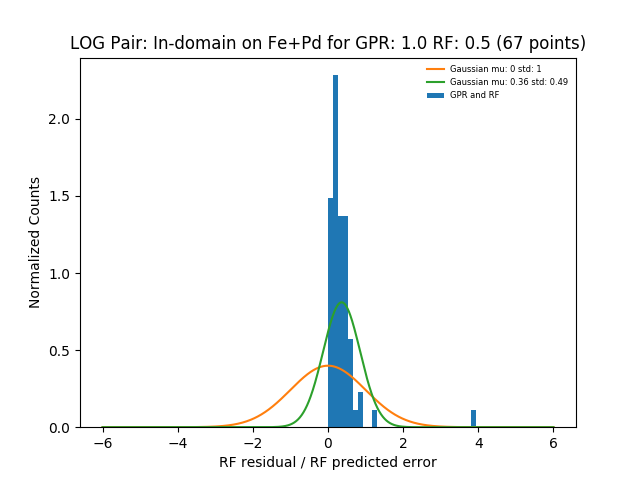 LOG Pair: In-domain on Fe+Pd for GPR: 1.0 RF: 0.5 (67 points)
Gaussian mu: 0 std: 1
Gaussian mu: 0.36 std: 0.49
GPR and RF
Normalized Counts
2.0
1.5
1.0
0.5
0.0
−6 −4 −2 0 2 4 6
RF residual / RF predicted error